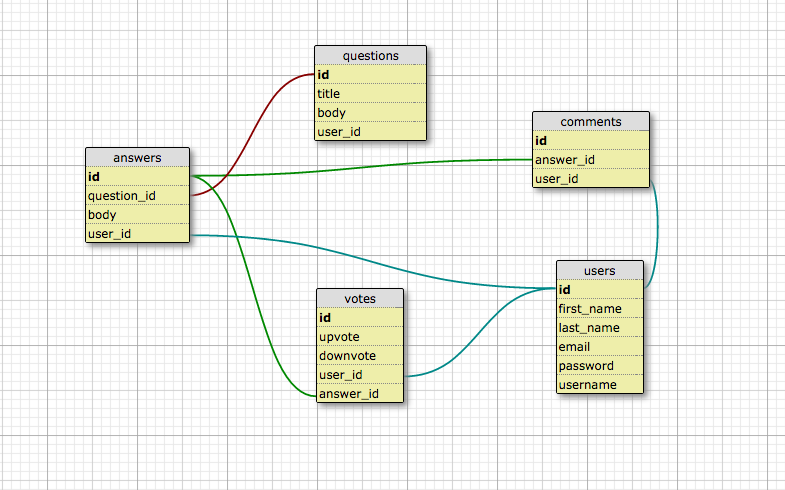 questions
id
title
body
user_id
comments
id
answer_id
user_id
answers
id
question_id
body
user_id
users
id
first_name
last_name
email
password
username
votes
id
upvote
downvote
user_id
answer_id